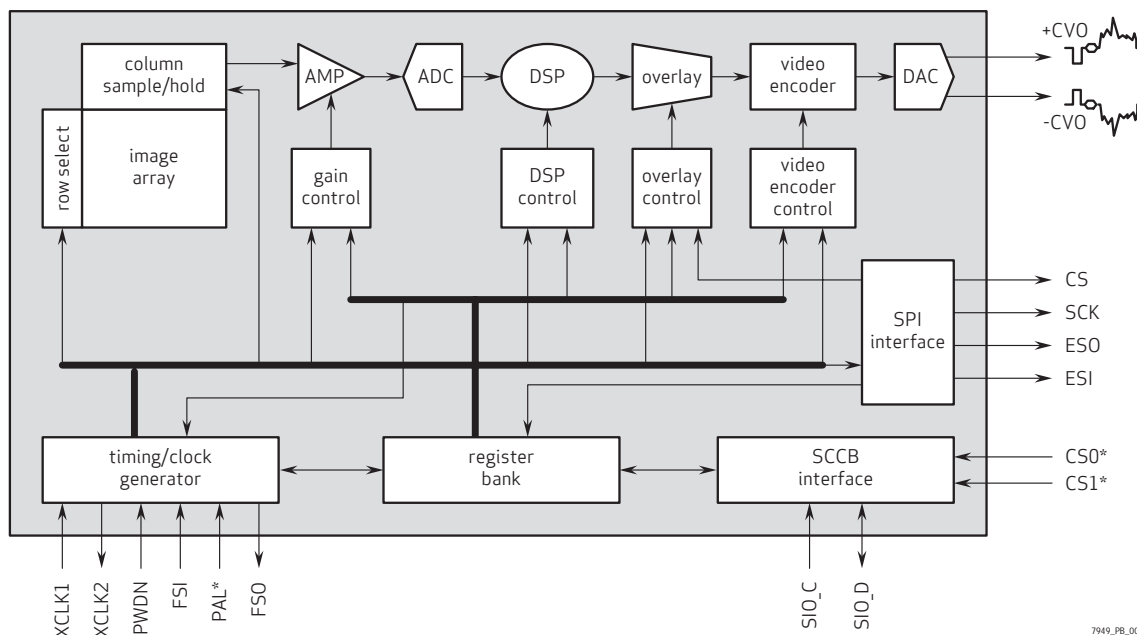 column
sample/hold
AMP
ADC
DSP
overlay
video
encoder
DAC
+CVO
-CVO
row select
image
array
gain
control
DSP
control
overlay
control
video
encoder
control
SPI
interface
CS
SCK
ESO
ESI
timing/clock
generator
register
bank
SCCB
interface
CS0*
CS1*
XCLK1
XCLK2
PWDN
FSI
PAL*
FSO
SIO_C
SIO_D